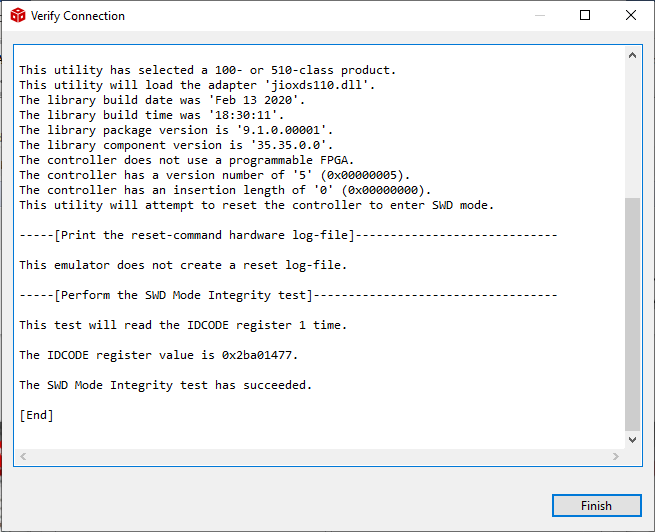 Verify Connection
This utility has selected a 100- or 510-class product.
This utility will load the adapter 'jioxds110.dll'.
The library build date was 'Feb 13 2020'.
The library build time was '18:30:11'.
The library package version is '9.1.0.00001'.
The library component version is '35.35.0.0'.
The controller does not use a programmable FPGA.
The controller has a version number of '5' (0x00000005).
The controller has an insertion length of '0' (0x00000000).
This utility will attempt to reset the controller to enter SWD mode.
-----[Print the reset-command hardware log-file]-----------------------------
This emulator does not create a reset log-file.
-----[Perform the SWD Mode Integrity test]-----------------------------------
This test will read the IDCODE register 1 time.
The IDCODE register value is 0x2ba01477.
The SWD Mode Integrity test has succeeded.
[End]
Finish